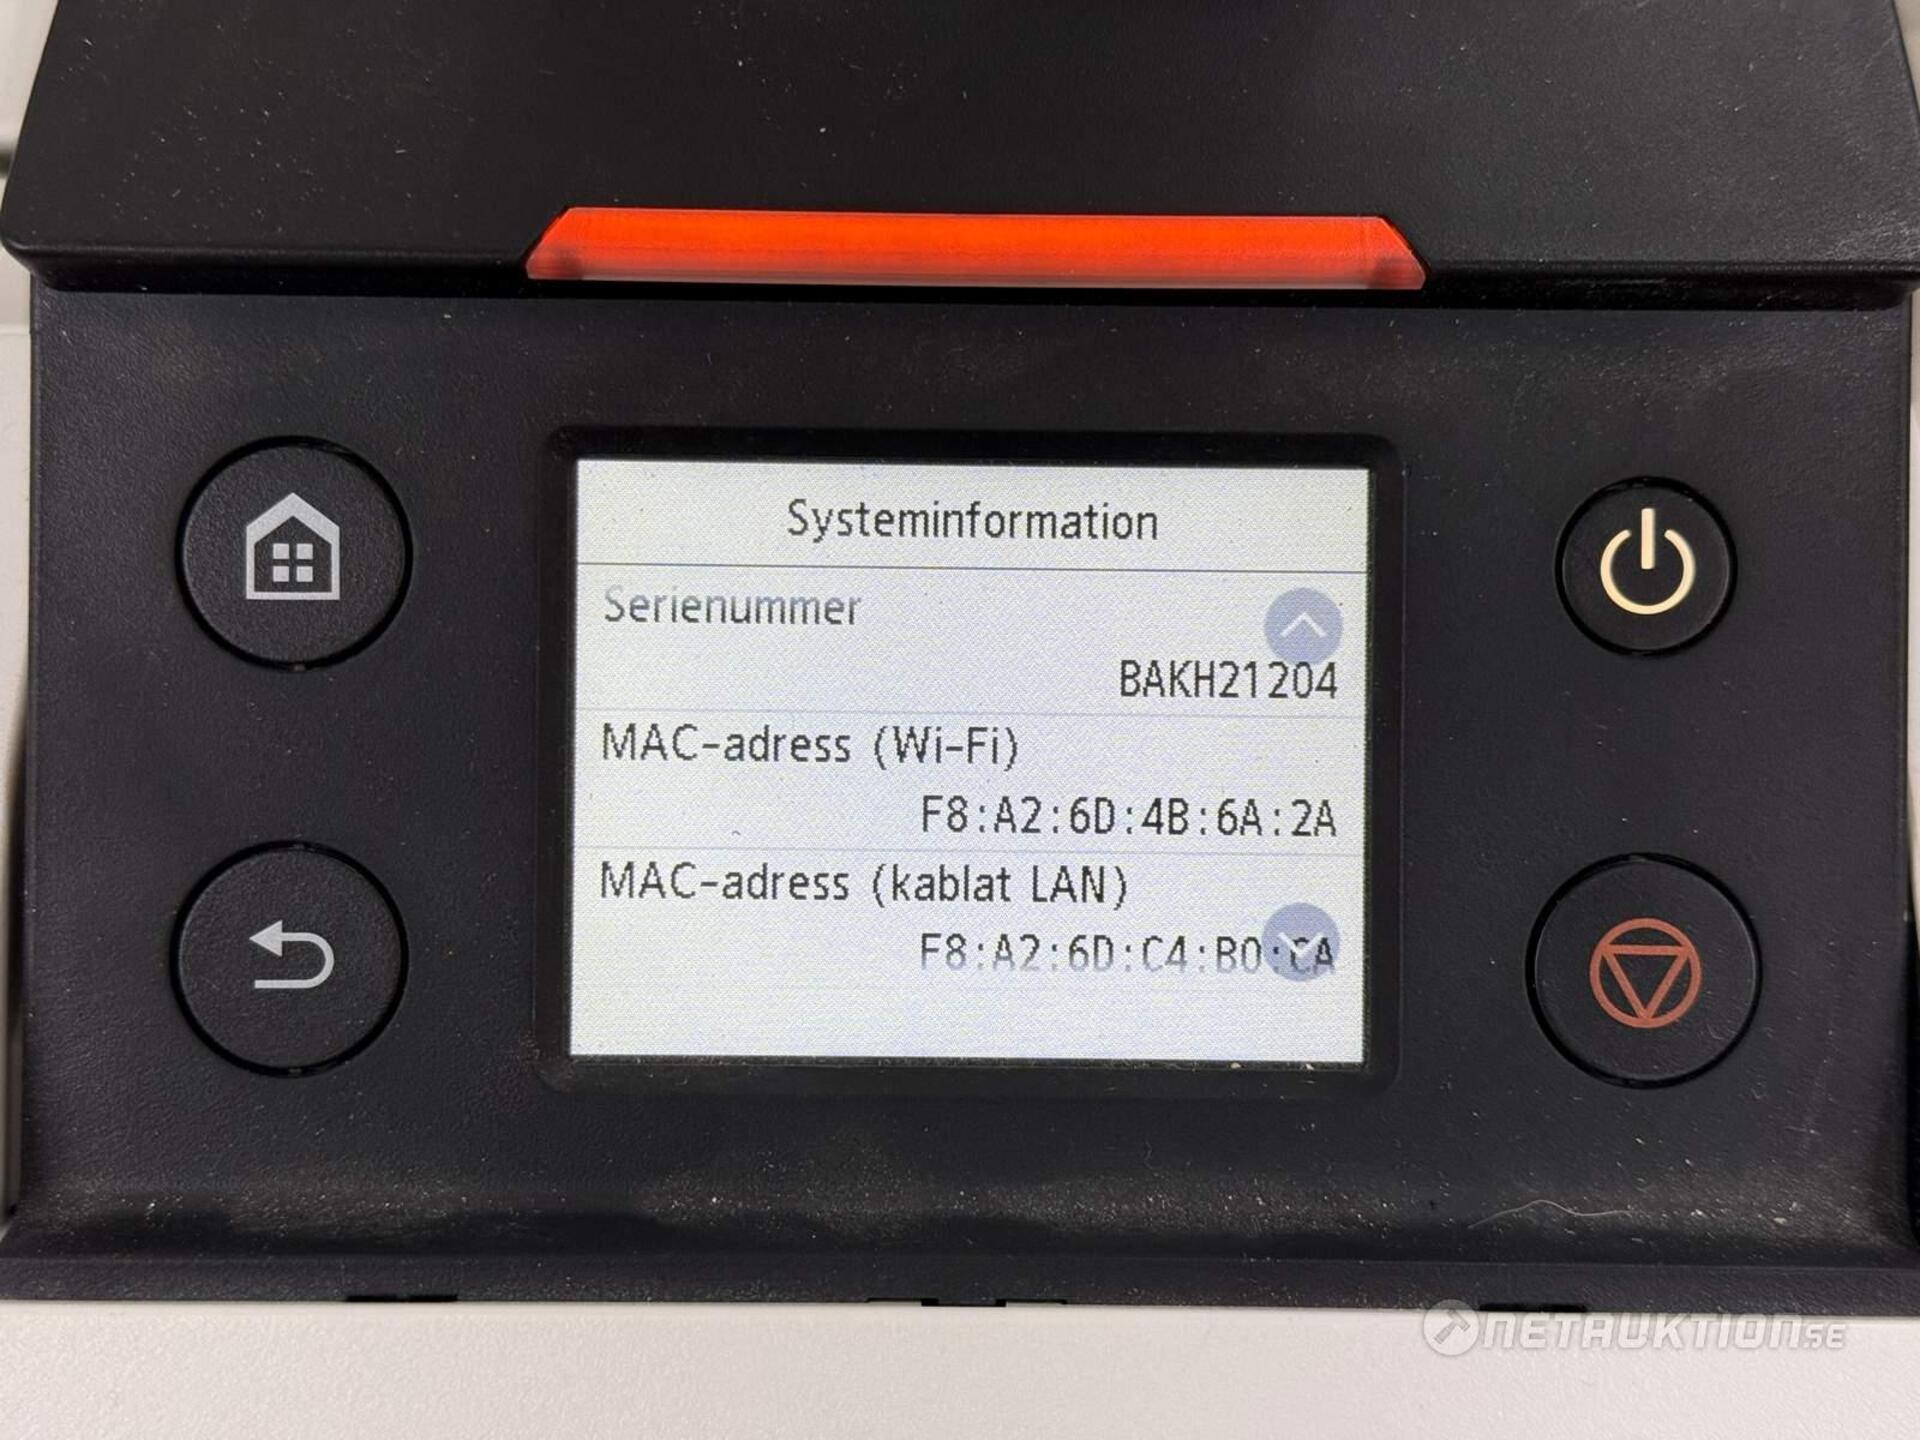 Systeminformation
Serienummer
BAKH21204
MAC-adress (Wi-Fi)
F8:A2:6D:4B:6A:2A
MAC-adress (kablat LAN)
F8:A2:6D:C4:B0:CA
NETAUKTION.SE